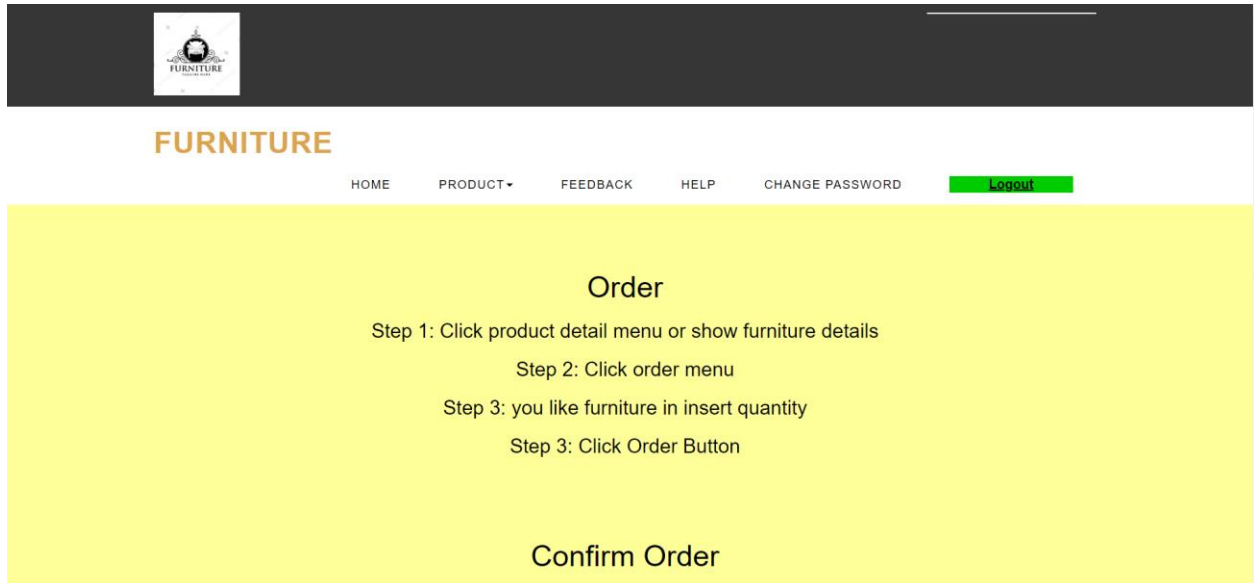 FURNITURE
FURNITURE
HOME PRODUCT FEEDBACK HELP CHANGE PASSWORD Logout
Order
Step 1: Click product detail menu or show furniture details
Step 2: Click order menu
Step 3: you like furniture in insert quantity
Step 3: Click Order Button
Confirm Order